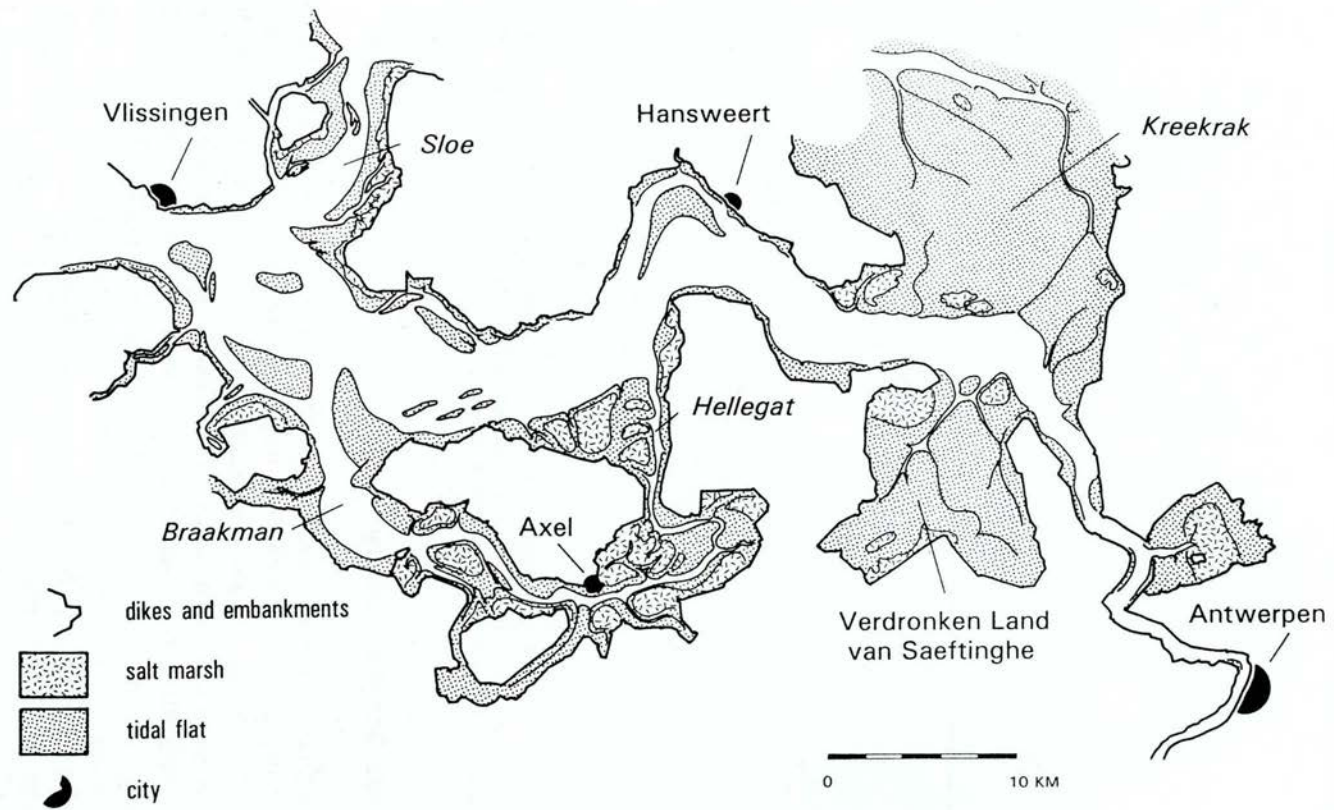 Vlissingen
Sloe
Hansweert
Kreekrak
Hellegat
Braakman
Axel
Verdronken Land
van Saeftinghe
Antwerpen
dikes and embankments
salt marsh
tidal flat
city
0 10 KM